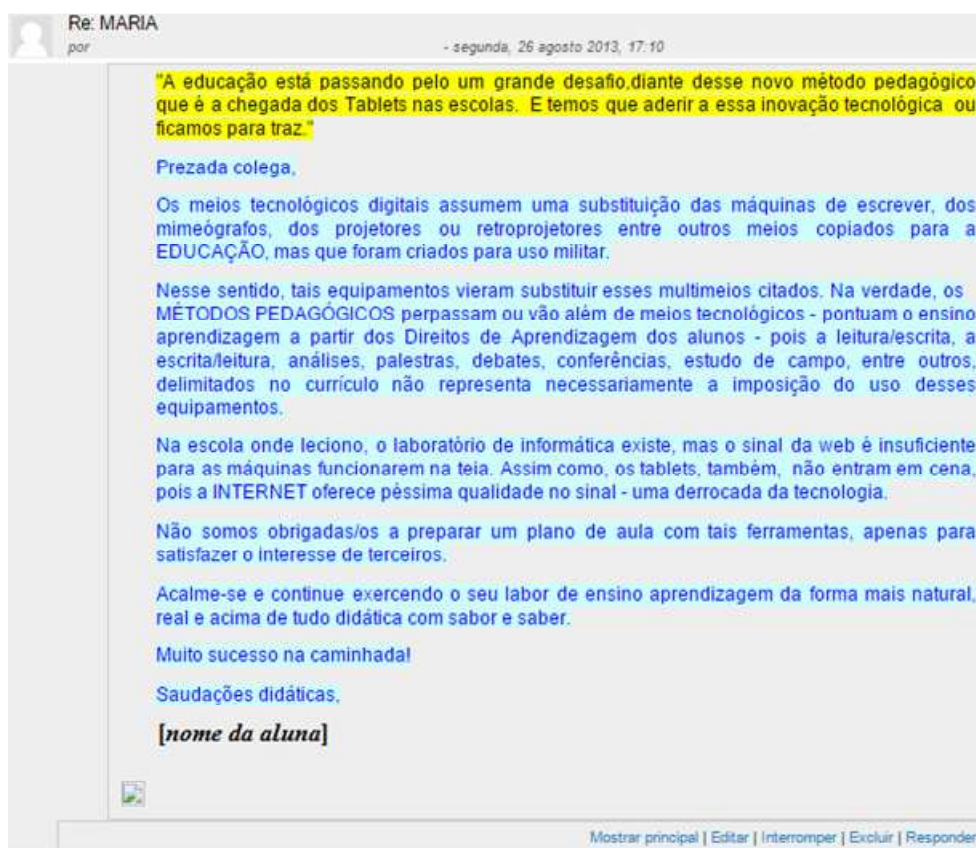 Re: MARIA
por - segunda, 26 agosto 2013, 17:10
"A educação está passando pelo um grande desafio,diante desse novo método pedagógico
que é a chegada dos Tablets nas escolas. E temos que aderir a essa inovação tecnológica ou
ficamos para traz."
Prezada colega,
Os meios tecnológicos digitais assumem uma substituição das máquinas de escrever, dos
mimeógrafos, dos projetores ou retroprojetores entre outros meios copiados para a
EDUCAÇÃO, mas que foram criados para uso militar.
Nesse sentido, tais equipamentos vieram substituir esses multimeios citados. Na verdade, os
MÉTODOS PEDAGÓGICOS perpassam ou vão além de meios tecnológicos - pontuam o ensino
aprendizagem a partir dos Direitos de Aprendizagem dos alunos - pois a leitura/escrita, a
escrita/leitura, análises, palestras, debates, conferências, estudo de campo, entre outros,
delimitados no currículo não representa necessariamente a imposição do uso desses
equipamentos.
Na escola onde leciono, o laboratório de informática existe, mas o sinal da web é insuficiente
para as máquinas funcionarem na teia. Assim como, os tablets, também, não entram em cena,
pois a INTERNET oferece péssima qualidade no sinal - uma derrocada da tecnologia.
Não somos obrigadas/os a preparar um plano de aula com tais ferramentas, apenas para
satisfazer o interesse de terceiros.
Acalme-se e continue exercendo o seu labor de ensino aprendizagem da forma mais natural,
real e acima de tudo didática com sabor e saber.
Muito sucesso na caminhada!
Saudações didáticas,
[nome da aluna]
Mostrar principal | Editar | Interromper | Excluir | Responder